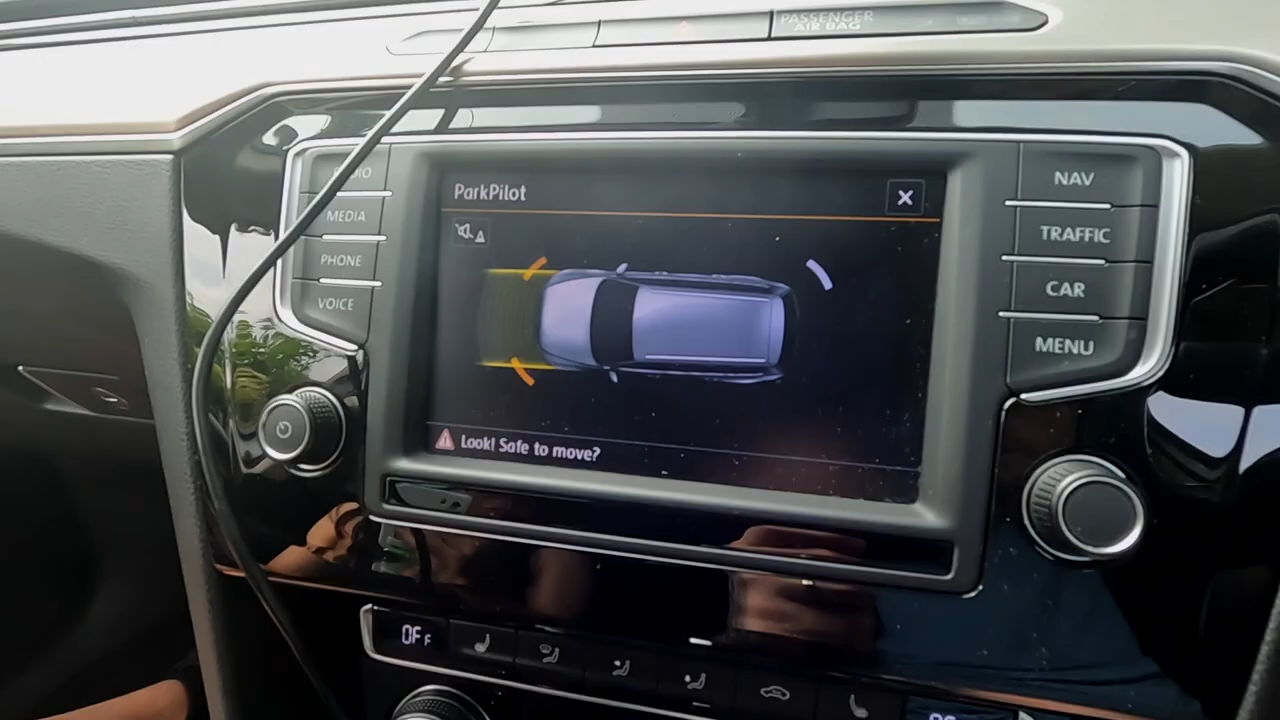 PASSENGER
AIR BAG
ParkPilot
MEDIA
PHONE
VOICE
NAV
TRAFFIC
CAR
MENU
Look! Safe to move?
OFF